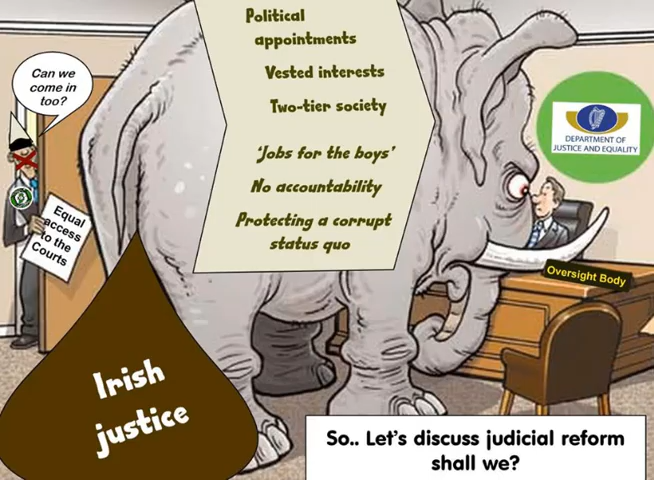 Political
appointments
Vested interests
Two-tier society
'Jobs for the boys'
No accountability
Protecting a corrupt
status quo
Can we
come in
too?
Equal
access
to the
Courts
DEPARTMENT OF
JUSTICE AND EQUALITY
Oversight Body
Irish
justice
So.. Let's discuss judicial reform
shall we?